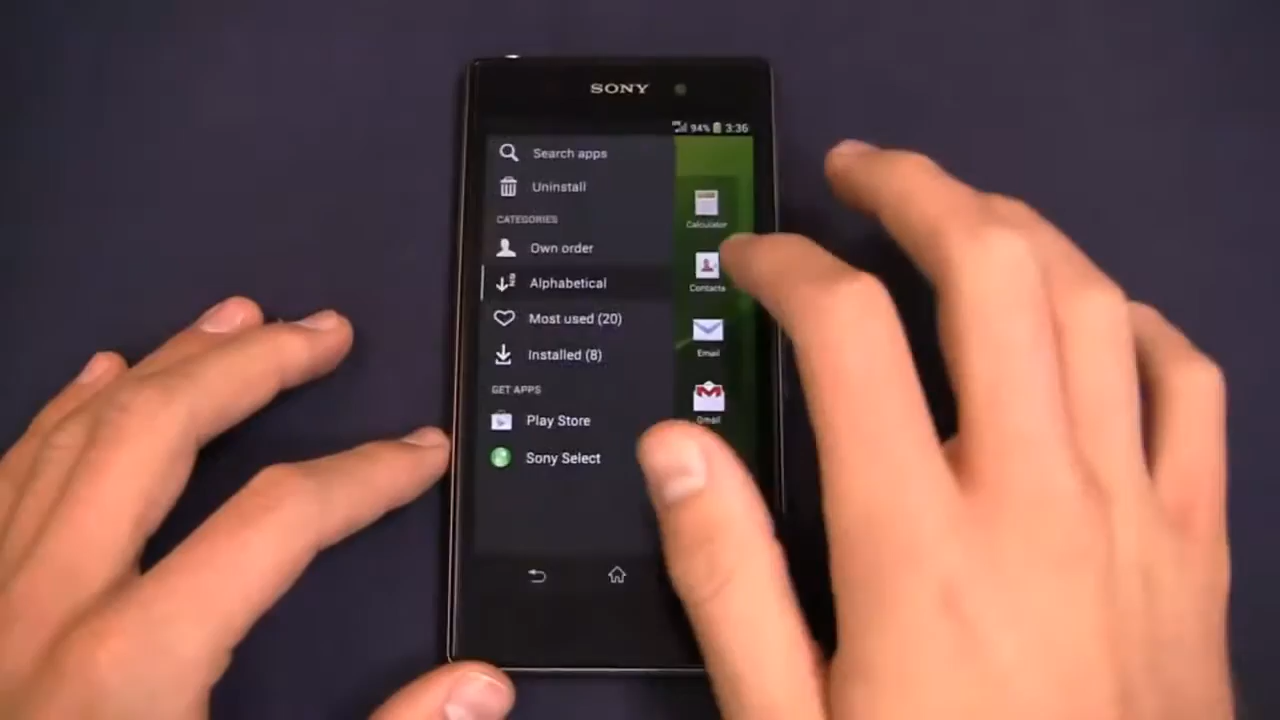 SONY
94% 3:36
Search apps
Uninstall
CATEGORIES
Own order
Alphabetical
Most used (20)
Installed (8)
GET APPS
Play Store
Sony Select
Calculator
Contacts
Email
Gmail